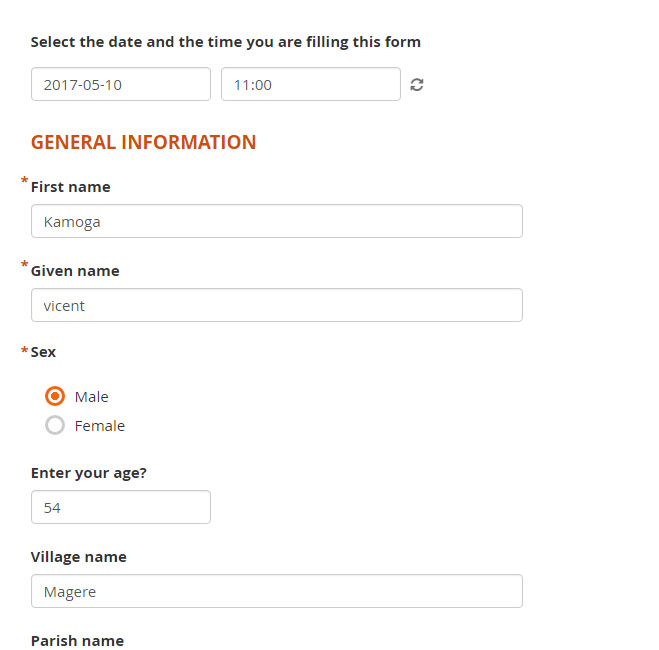 Select the date and the time you are filling this form
2017-05-10 11:00
GENERAL INFORMATION
* First name
Kamoga
* Given name
vicent
* Sex
Male
Female
Enter your age?
54
Village name
Magere
Parish name